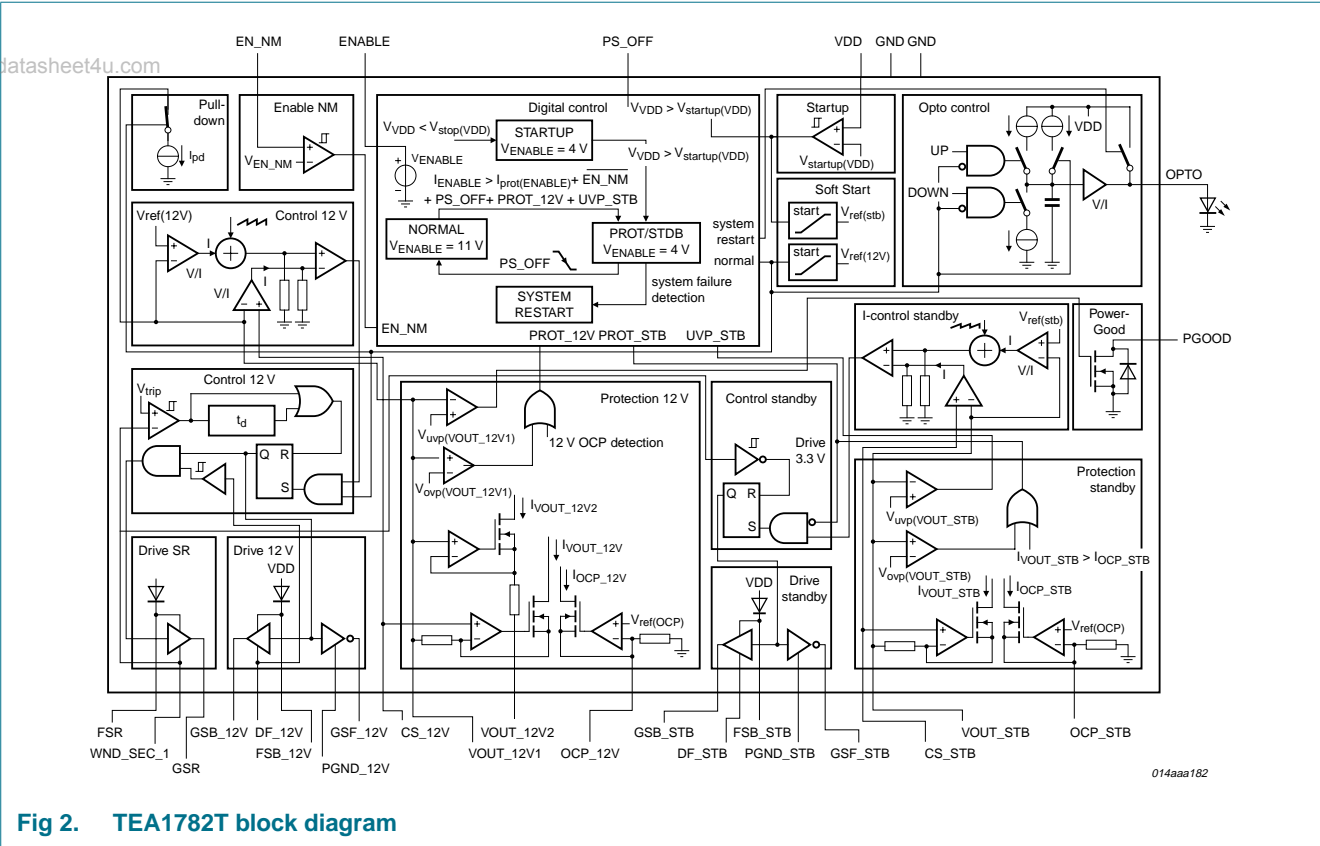 EN_NM ENABLE PS_OFF VDD GND GND
datasheet4u.com
Pull-
down
Ipd
Enable NM
VEN_NM
Digital control
VVDD < Vstop(VDD)
STARTUP
VENABLE = 4 V
VVDD > Vstartup(VDD)
VVDD > Vstartup(VDD)
VENABLE
IENABLE > Iprot(ENABLE)+ EN_NM
+ PS_OFF+ PROT_12V + UVP_STB
NORMAL
VENABLE = 11 V
PROT/STDB
VENABLE = 4 V
PS_OFF
system failure
detection
SYSTEM
RESTART
system
restart
normal
EN_NM
PROT_12V PROT_STB UVP_STB
Startup
Vstartup(VDD)
Soft Start
start
Vref(stb)
start
Vref(12V)
Opto control
VDD
UP
DOWN
V/I
OPTO
Vref(12V)
Control 12 V
I
V/I
V/I
I
I-control standby
Vref(stb)
I
V/I
I
Power-
Good
PGOOD
Control 12 V
Vtrip
td
Q R
S
Protection 12 V
Vuvp(VOUT_12V1)
12 V OCP detection
Vovp(VOUT_12V1)
IVOUT_12V2
IVOUT_12V
IOCP_12V
Vref(OCP)
Control standby
Drive
3.3 V
Q R
S
Protection
standby
Vuvp(VOUT_STB)
IVOUT_STB > IOCP_STB
Vovp(VOUT_STB)
IVOUT_STB
IOCP_STB
Vref(OCP)
Drive SR
Drive 12 V
VDD
VDD
Drive
standby
FSR
WND_SEC_1
GSR
GSB_12V
DF_12V
FSB_12V
GSF_12V
PGND_12V
CS_12V
VOUT_12V1
VOUT_12V2
OCP_12V
GSB_STB
DF_STB
FSB_STB
PGND_STB
GSF_STB
CS_STB
VOUT_STB
OCP_STB
014aaa182
Fig 2. TEA1782T block diagram